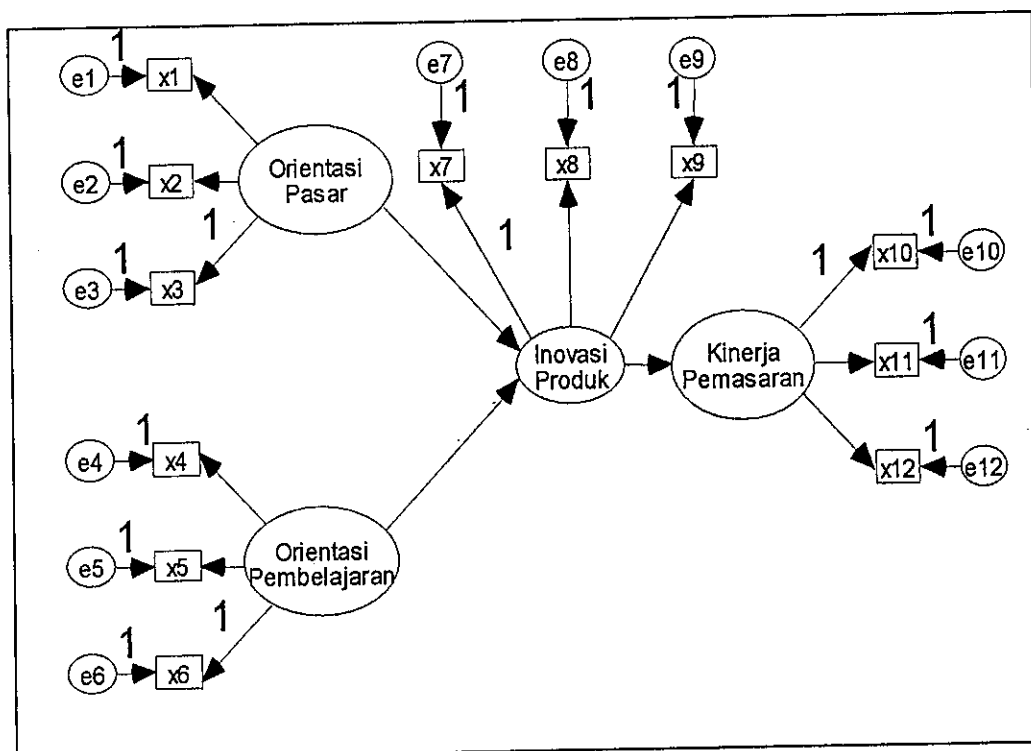 1
e1
x1
1
e2
x2
1
1
e3
x3
Orientasi
Pasar
e7
1
x7
e8
1
x8
e9
1
x9
1
Inovasi
Produk
Kinerja
Pemasaran
1
x10
1
e10
x11
1
e11
x12
1
e12
1
e4
x4
1
e5
x5
1
1
e6
x6
Orientasi
Pembelajaran